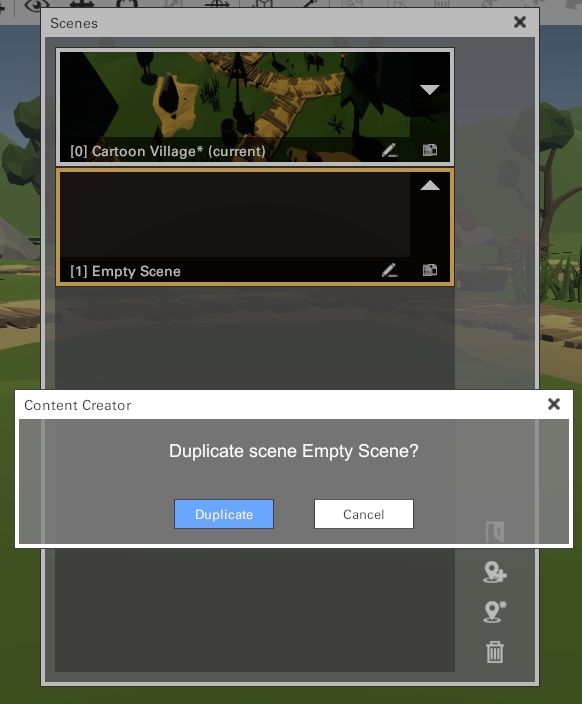 Scenes
[0] Cartoon Village* (current)
[1] Empty Scene
Content Creator
Duplicate scene Empty Scene?
Duplicate
Cancel